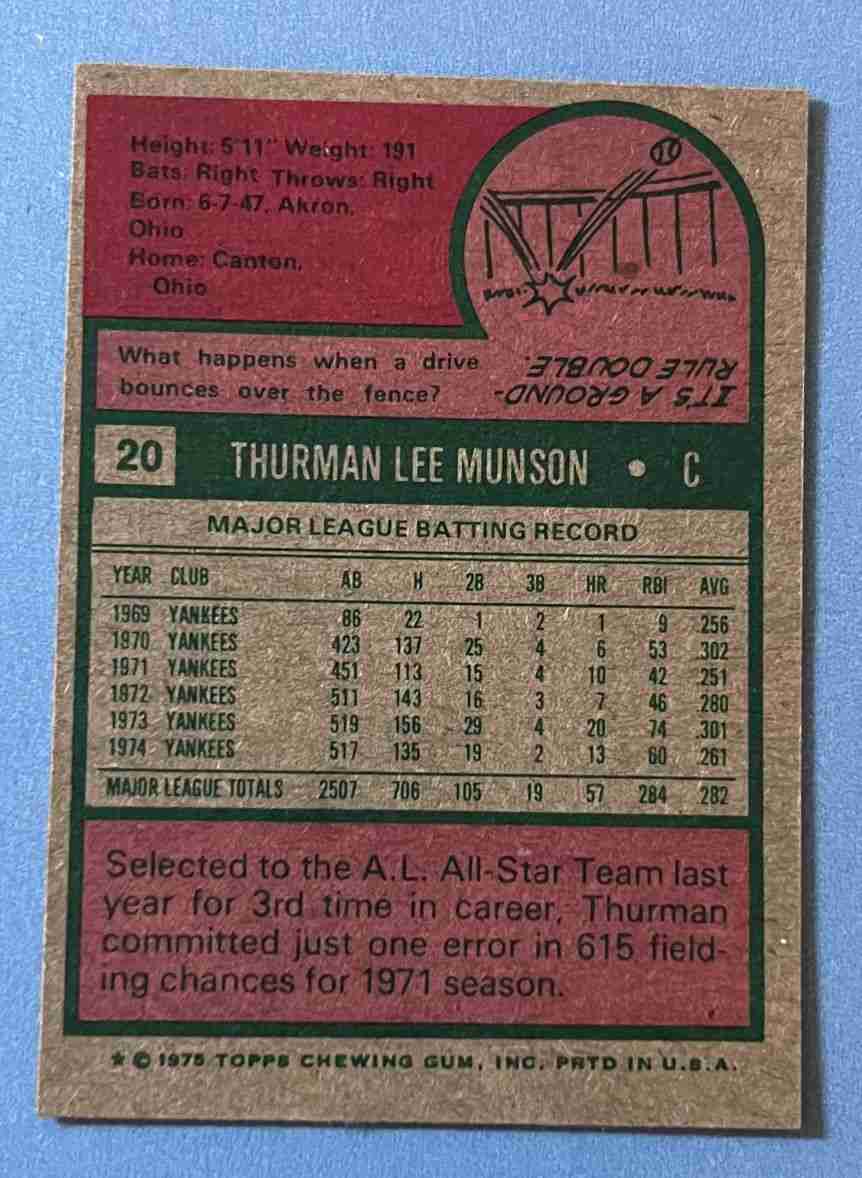 Height: 5'11" Weight: 191
Bats: Right Throws: Right
Born: 6-7-47, Akron,
Ohio
Home: Canton,
Ohio
What happens when a drive
bounces over the fence?
IT'S A GROUND-
RULE DOUBLE.
20 THURMAN LEE MUNSON • C
MAJOR LEAGUE BATTING RECORD
YEAR CLUB AB H 2B 3B HR RBI AVG
1969 YANKEES 86 22 1 2 1 9 .256
1970 YANKEES 423 137 25 4 6 53 .302
1971 YANKEES 451 113 15 4 10 42 .251
1972 YANKEES 511 143 16 3 7 46 .280
1973 YANKEES 519 156 29 4 20 74 .301
1974 YANKEES 517 135 19 2 13 60 .261
MAJOR LEAGUE TOTALS 2507 706 105 19 57 284 .282
Selected to the A.L. All-Star Team last
year for 3rd time in career, Thurman
committed just one error in 615 field-
ing chances for 1971 season.
* © 1975 TOPPS CHEWING GUM, INC. PRTD IN U.S.A.